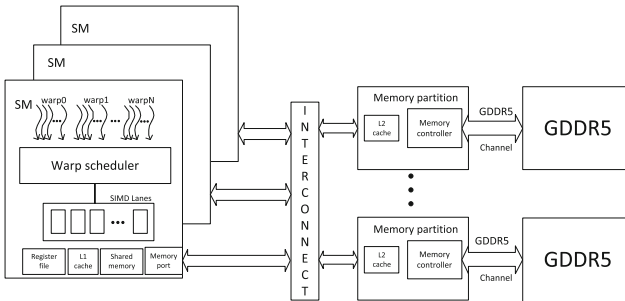 SM
SM
SM
warp0 warp1 warpN
... ... ...
Warp scheduler
SIMD Lanes
...
Register file
L1 cache
Shared memory
Memory port
INTERCONNECT
Memory partition
L2 cache
Memory controller
GDDR5
Channel
GDDR5
Memory partition
L2 cache
Memory controller
GDDR5
Channel
GDDR5